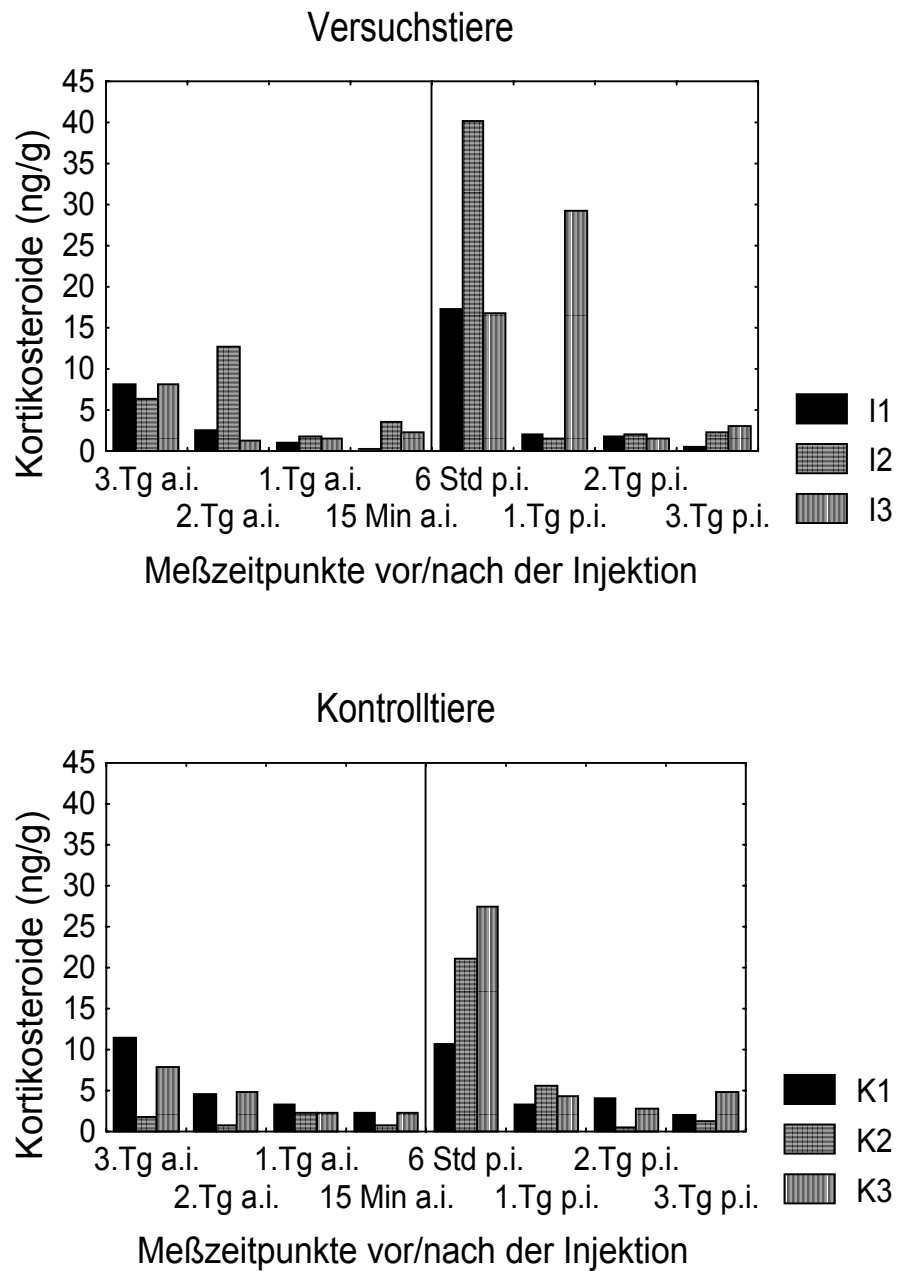 Versuchstiere
Kortikosteroide (ng/g)
45
40
35
30
25
20
15
10
5
0
3.Tg a.i.
1.Tg a.i.
6 Std p.i.
2.Tg p.i.
2.Tg a.i.
15 Min a.i.
1.Tg p.i.
3.Tg p.i.
Meßzeitpunkte vor/nach der Injektion
I1
I2
I3
Kontrolltiere
Kortikosteroide (ng/g)
45
40
35
30
25
20
15
10
5
0
3.Tg a.i.
1.Tg a.i.
6 Std p.i.
2.Tg p.i.
2.Tg a.i.
15 Min a.i.
1.Tg p.i.
3.Tg p.i.
Meßzeitpunkte vor/nach der Injektion
K1
K2
K3